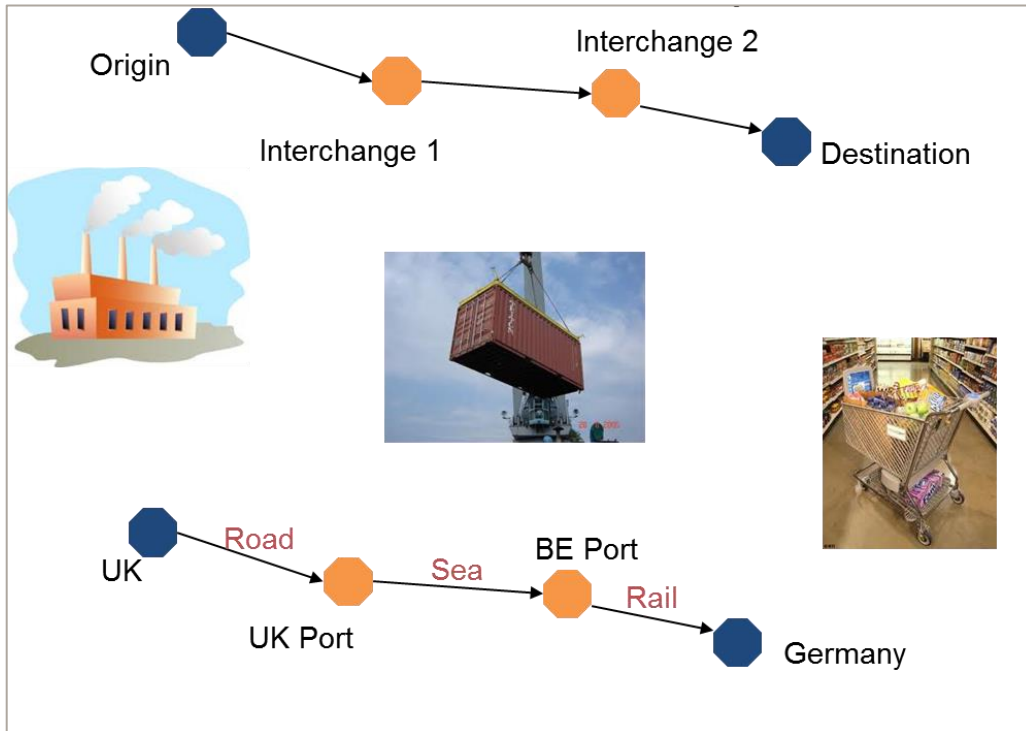 Interchange 2
Origin
Interchange 1
Destination
Road
BE Port
UK
Sea
Rail
UK Port
Germany